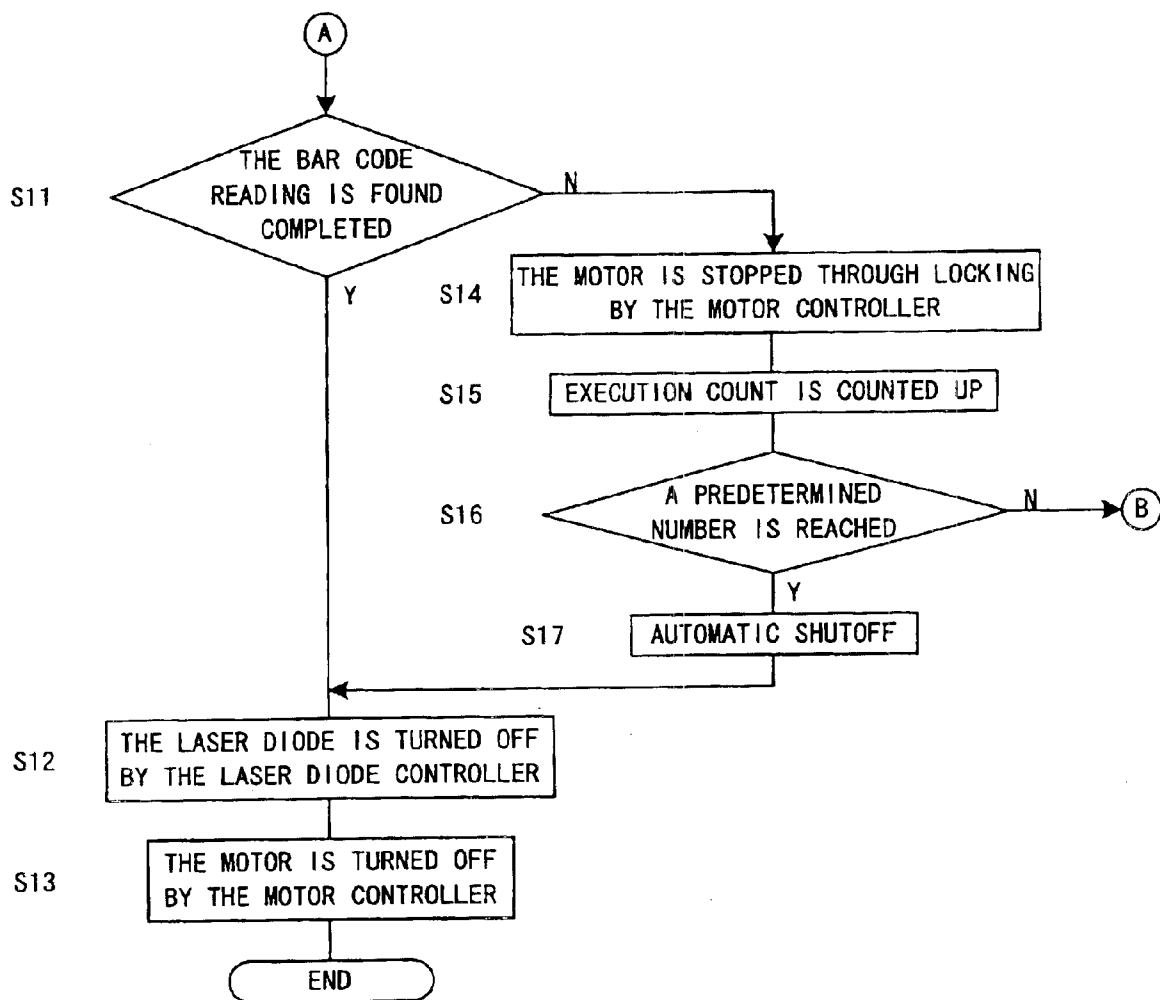 A
S11
THE BAR CODE
READING IS FOUND
COMPLETED
N
Y
S14
THE MOTOR IS STOPPED THROUGH LOCKING
BY THE MOTOR CONTROLLER
S15
EXECUTION COUNT IS COUNTED UP
S16
A PREDETERMINED
NUMBER IS REACHED
N
B
Y
S17
AUTOMATIC SHUTOFF
S12
THE LASER DIODE IS TURNED OFF
BY THE LASER DIODE CONTROLLER
S13
THE MOTOR IS TURNED OFF
BY THE MOTOR CONTROLLER
END